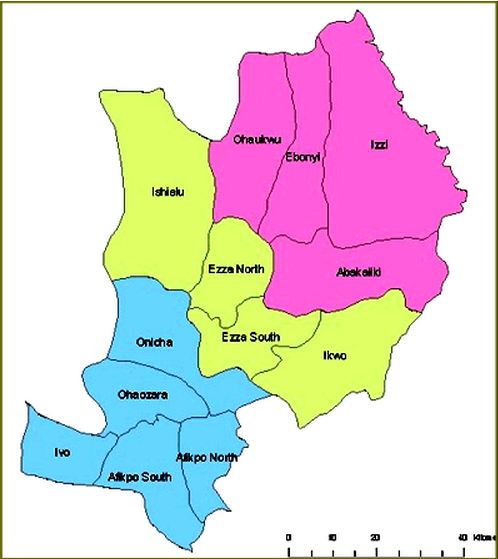 Ohaukwu
Ebonyi
Izzi
Ishielu
Ezza North
Abakaliki
Onicha
Ezza South
Ikwo
Ohaozara
Ivo
Afikpo South
Afikpo North
0 10 20 40 Kilome